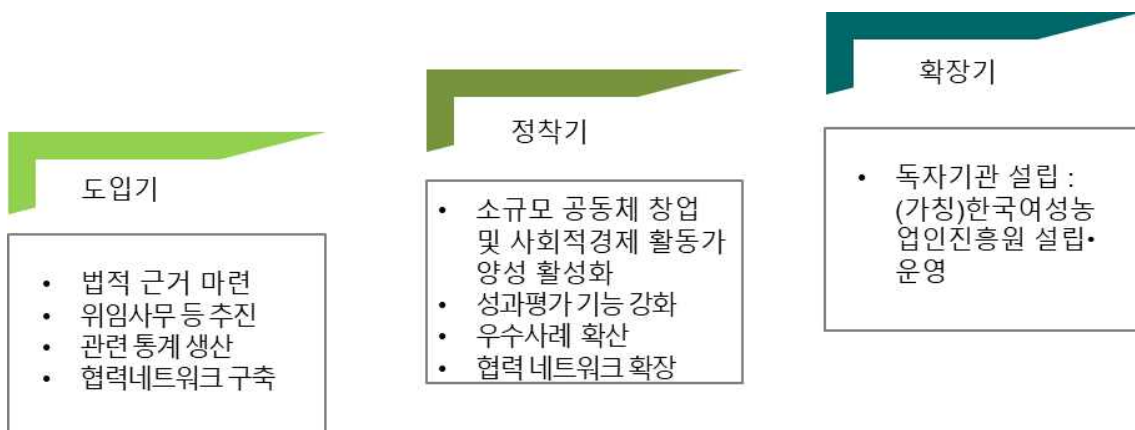 도입기
• 법적 근거 마련
• 위임사무 등 추진
• 관련 통계 생산
• 협력네트워크 구축
정착기
• 소규모 공동체 창업
및 사회적경제 활동가
양성 활성화
• 성과평가 기능 강화
• 우수사례 확산
• 협력 네트워크 확장
확장기
• 독자기관 설립 :
(가칭)한국여성농
업인진흥원 설립•
운영